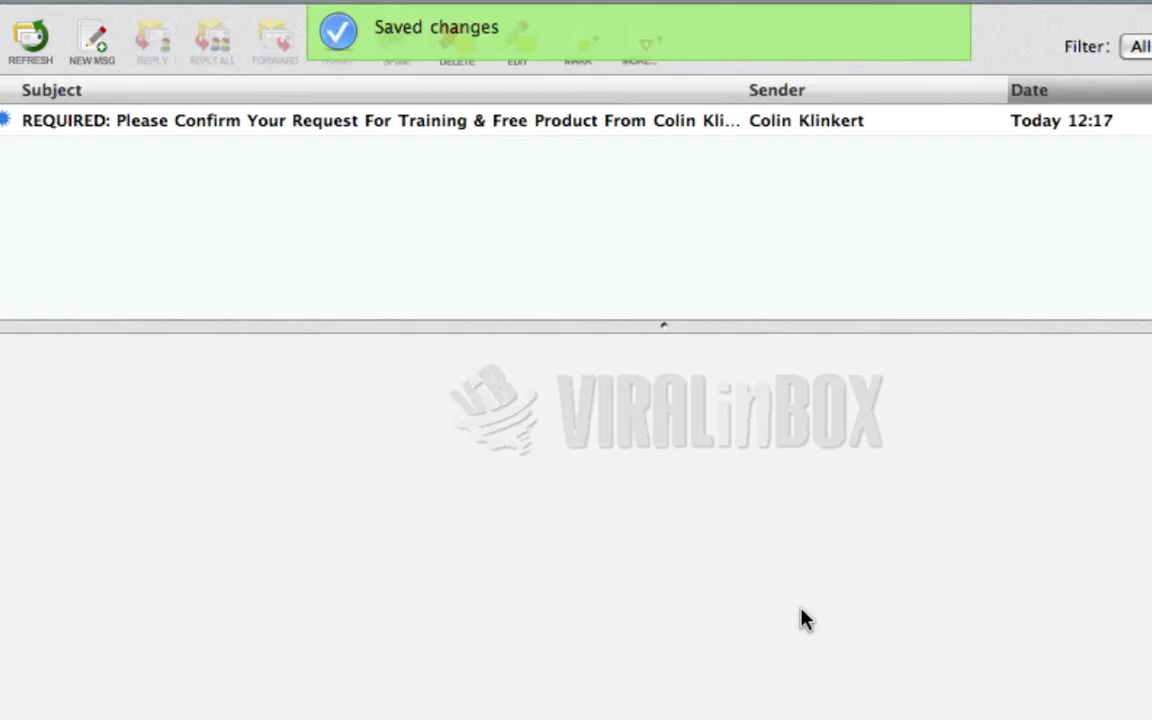 Saved changes
REFRESH NEW MSG REPLY REPLY ALL FORWARD DELETE EDIT MARK MORE...
Filter: All
Subject Sender Date
REQUIRED: Please Confirm Your Request For Training & Free Product From Colin Kli... Colin Klinkert Today 12:17
VIRALinBOX